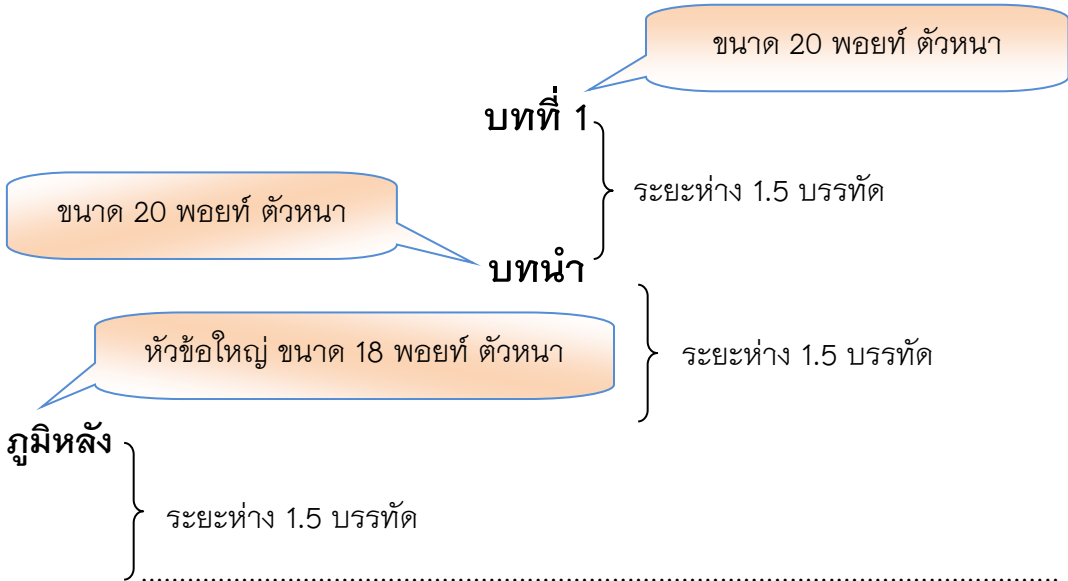 ขนาด 20 พอยท์ ตัวหนา
บทที่ 1
ระยะห่าง 1.5 บรรทัด
ขนาด 20 พอยท์ ตัวหนา
บทนำ
หัวข้อใหญ่ ขนาด 18 พอยท์ ตัวหนา
ระยะห่าง 1.5 บรรทัด
ภูมิหลัง
ระยะห่าง 1.5 บรรทัด
........................................................................................................................